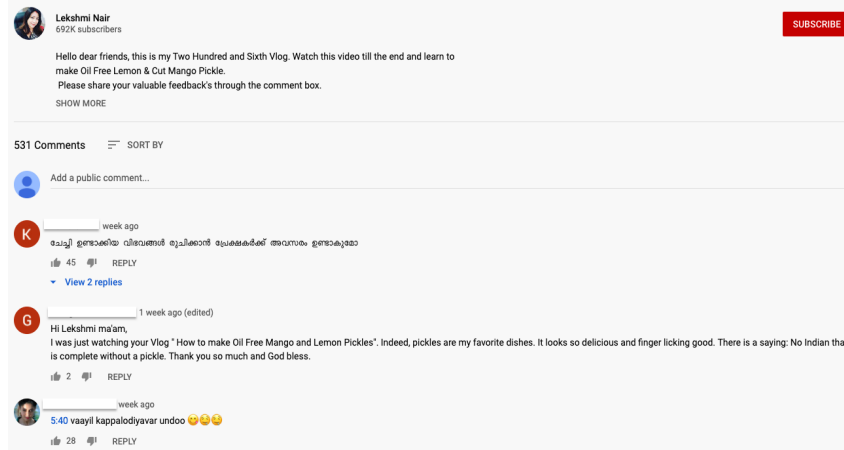 Lekshmi Nair
692K subscribers
SUBSCRIBE
Hello dear friends, this is my Two Hundred and Sixth Vlog. Watch this video till the end and learn to
make Oil Free Lemon & Cut Mango Pickle.
Please share your valuable feedback's through the comment box.
SHOW MORE
531 Comments SORT BY
Add a public comment...
K
week ago
ചേച്ചി ഉണ്ടാക്കിയ വിഭവങ്ങൾ രുചിക്കാൻ പ്രേക്ഷകർക്ക് അവസരം ഉണ്ടാകുമോ
45 REPLY
View 2 replies
G
1 week ago (edited)
Hi Lekshmi ma'am,
I was just watching your Vlog " How to make Oil Free Mango and Lemon Pickles". Indeed, pickles are my favorite dishes. It looks so delicious and finger licking good. There is a saying: No Indian tha
is complete without a pickle. Thank you so much and God bless.
2 REPLY
week ago
5:40 vaayil kappalodiyavar undoo 😋😆😆
28 REPLY